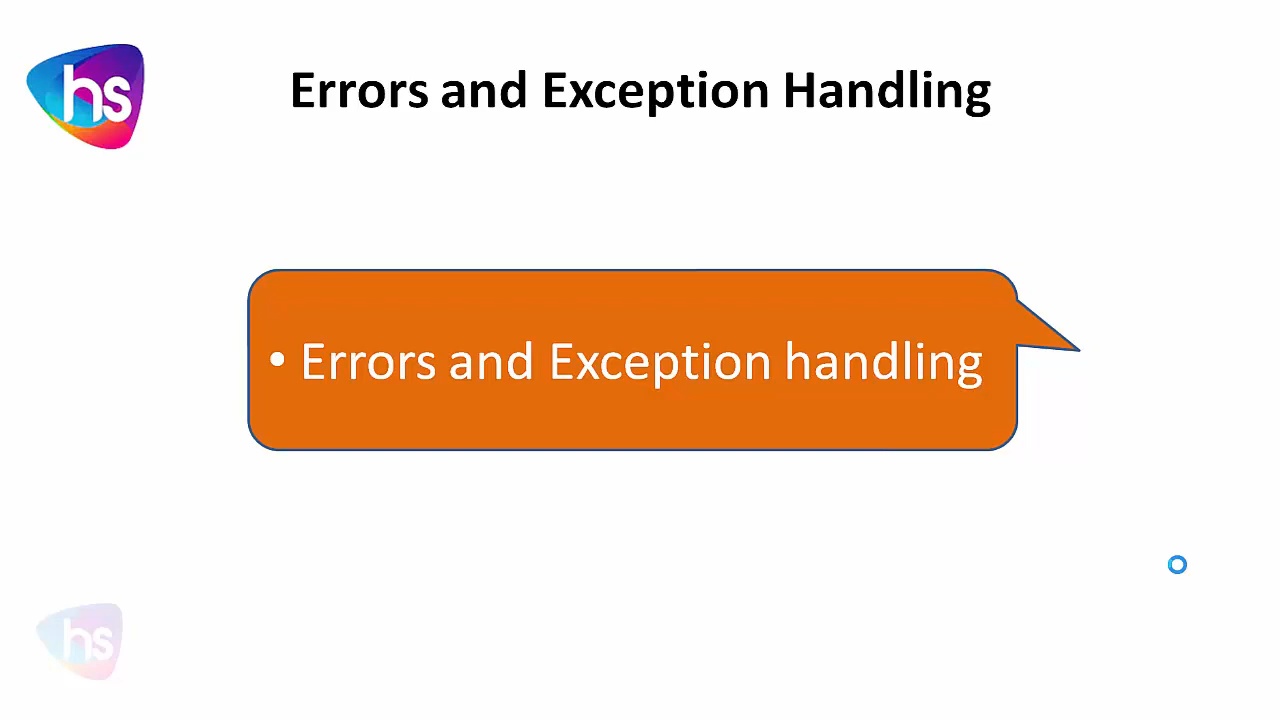 hs
Errors and Exception Handling
• Errors and Exception handling
hs